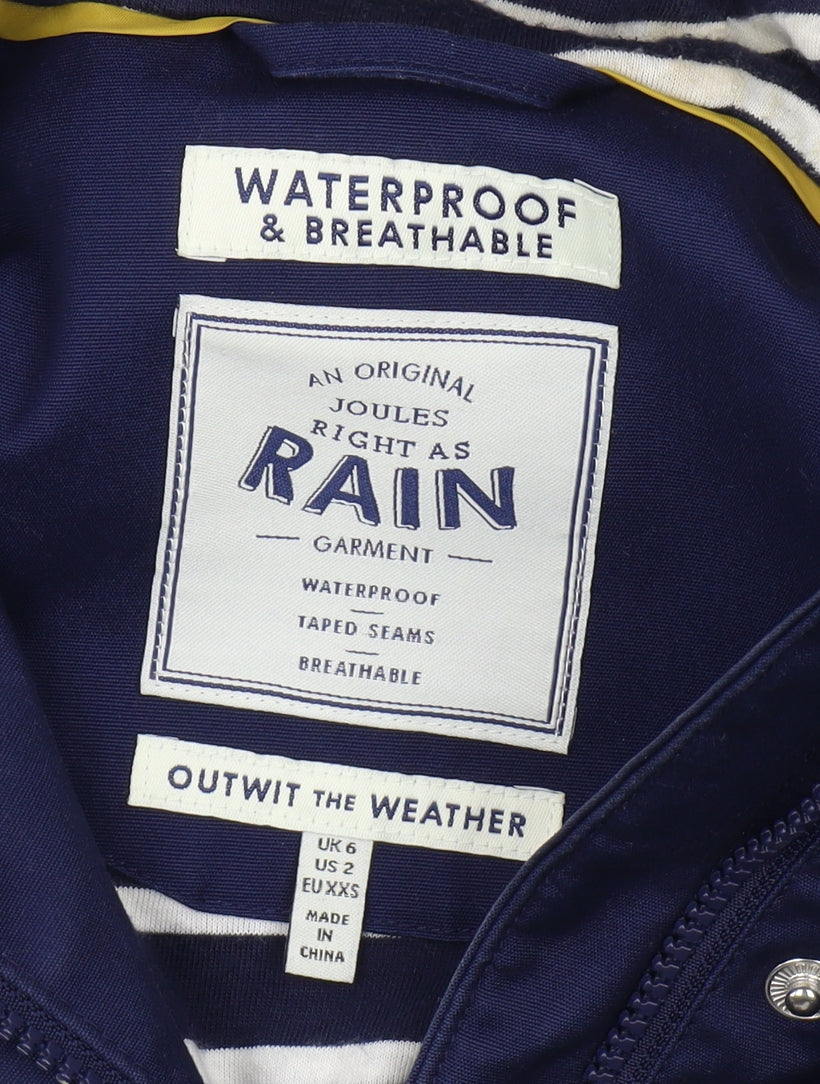 WATERPROOF
& BREATHABLE
AN ORIGINAL
JOULES
RIGHT AS
RAIN
GARMENT
WATERPROOF
TAPED SEAMS
BREATHABLE
OUTWIT THE WEATHER
UK 6
US 2
EU XXS
MADE
IN
CHINA